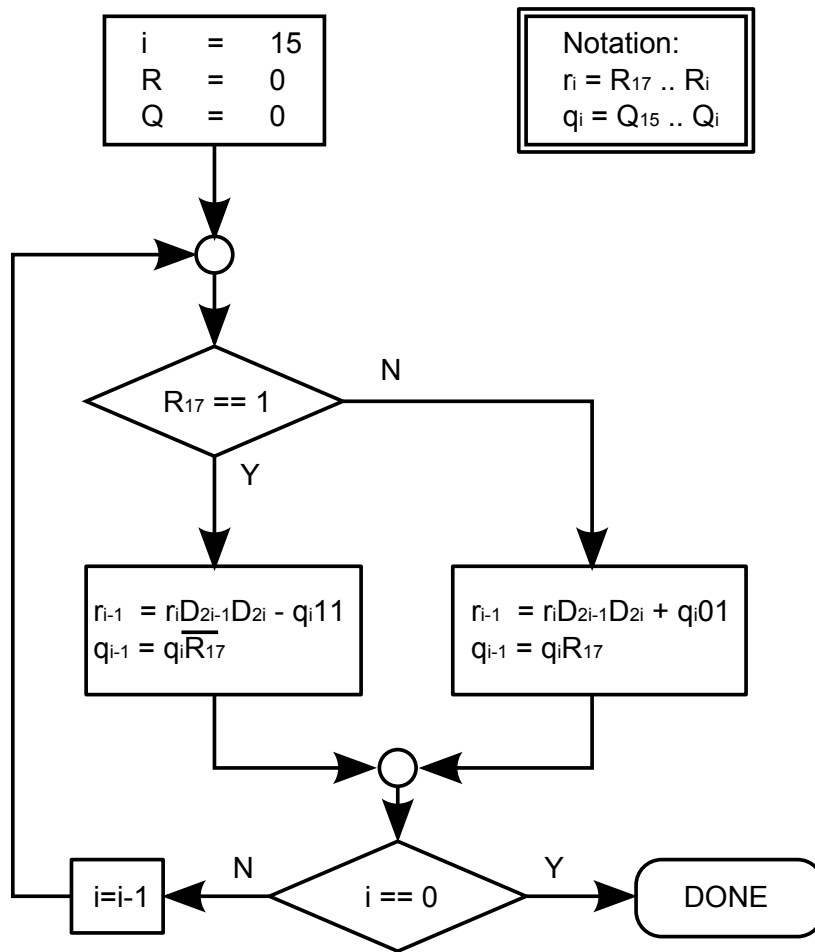 i = 15
R = 0
Q = 0
Notation:
rᵢ = R₁₇ .. Rᵢ
qᵢ = Q₁₅ .. Qᵢ
R₁₇ == 1
N
Y
rᵢ₋₁ = rᵢD₂ᵢ₋₁D₂ᵢ - qᵢ11
qᵢ₋₁ = qᵢR̅₁₇
rᵢ₋₁ = rᵢD₂ᵢ₋₁D₂ᵢ + qᵢ01
qᵢ₋₁ = qᵢR₁₇
i=i-1
N
i == 0
Y
DONE